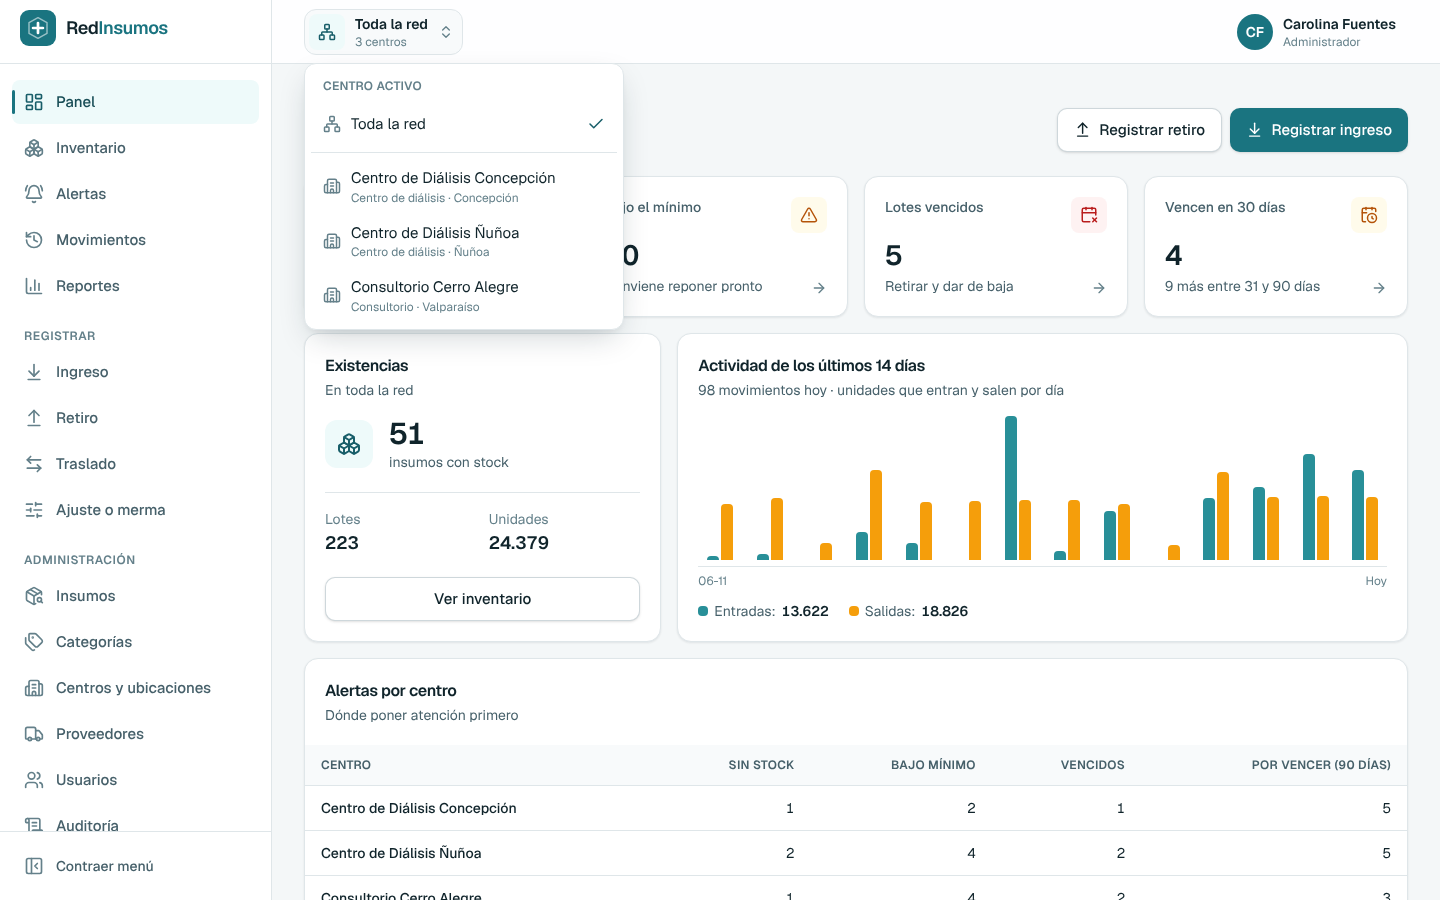 RedInsumos
Toda la red
3 centros
CF
Carolina Fuentes
Administrador
Panel
Inventario
Alertas
Movimientos
Reportes
REGISTRAR
Ingreso
Retiro
Traslado
Ajuste o merma
ADMINISTRACIÓN
Insumos
Categorías
Centros y ubicaciones
Proveedores
Usuarios
Auditoría
Contraer menú
CENTRO ACTIVO
Toda la red
Centro de Diálisis Concepción
Centro de diálisis · Concepción
Centro de Diálisis Ñuñoa
Centro de diálisis · Ñuñoa
Consultorio Cerro Alegre
Consultorio · Valparaíso
Registrar retiro
Registrar ingreso
el mínimo
0
reponer pronto
Lotes vencidos
5
Retirar y dar de baja
Vencen en 30 días
4
9 más entre 31 y 90 días
Existencias
En toda la red
51
insumos con stock
Lotes
223
Unidades
24.379
Ver inventario
Actividad de los últimos 14 días
98 movimientos hoy · unidades que entran y salen por día
06-11
Hoy
Entradas: 13.622
Salidas: 18.826
Alertas por centro
Dónde poner atención primero
CENTRO SIN STOCK BAJO MÍNIMO VENCIDOS POR VENCER (90 DÍAS)
Centro de Diálisis Concepción 1 2 1 5
Centro de Diálisis Ñuñoa 2 4 2 5
Consultorio Cerro Alegre 1 4 2 3